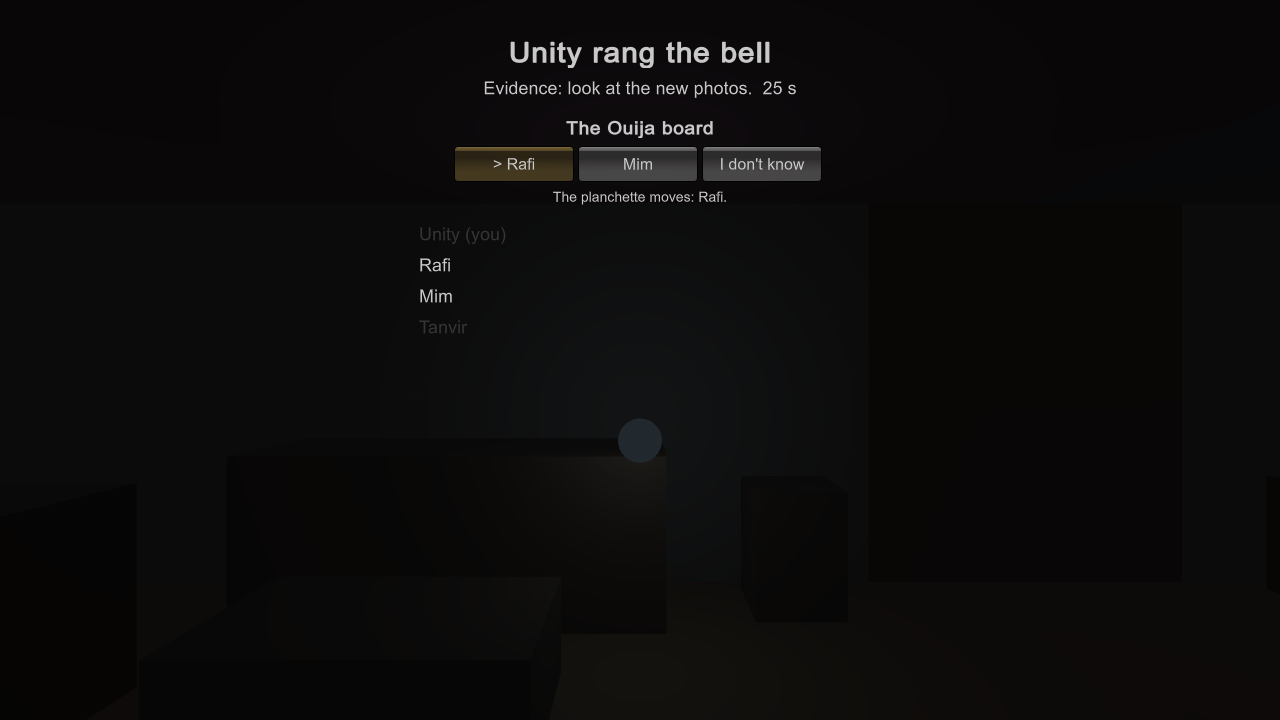 Unity rang the bell
Evidence: look at the new photos.  25 s
The Ouija board
> Rafi  Mim  I don't know
The planchette moves: Rafi.
Unity (you)
Rafi
Mim
Tanvir